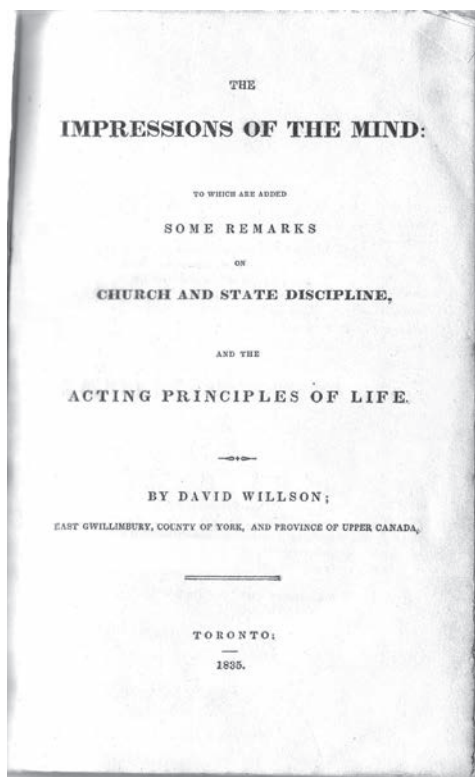 THE
IMPRESSIONS OF THE MIND:
TO WHICH ARE ADDED
SOME REMARKS
ON
CHURCH AND STATE DISCIPLINE,
AND THE
ACTING PRINCIPLES OF LIFE.
BY DAVID WILLSON;
EAST GWILLIMBURY, COUNTY OF YORK, AND PROVINCE OF UPPER CANADA,
TORONTO;
1835.